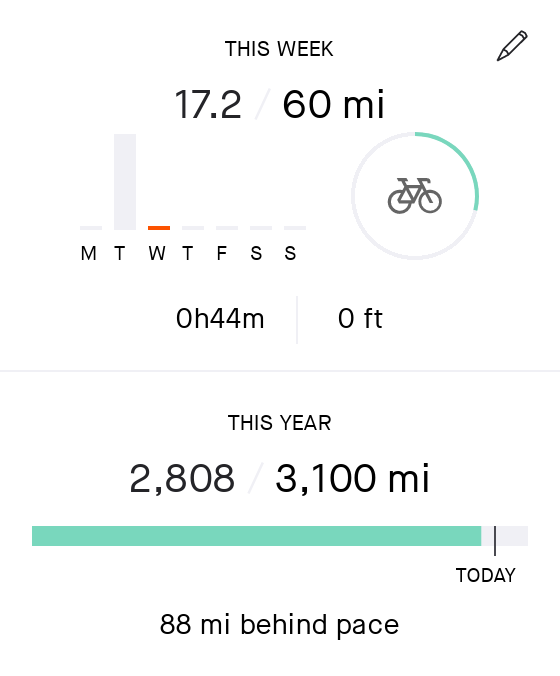 THIS WEEK
17.2 / 60 mi
M T W T F S S
0h44m 0 ft
THIS YEAR
2,808 / 3,100 mi
TODAY
88 mi behind pace